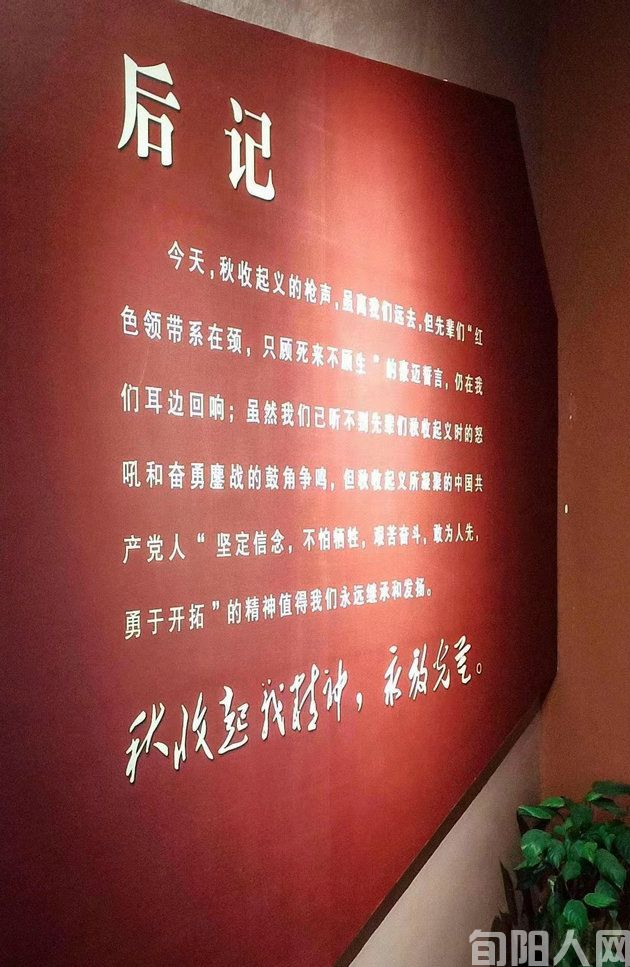 后记
今天，秋收起义的枪声，虽离我们远去，但先辈们“红
色领带系在颈，只顾死来不顾生”的豪迈誓言，仍在我
们耳边回响；虽然我们已听不到先辈们秋收起义时的怒
吼和奋勇鏖战的鼓角争鸣，但秋收起义所凝聚的中国共
产党人“坚定信念，不怕牺牲，艰苦奋斗，敢为人先，
勇于开拓”的精神值得我们永远继承和发扬。
秋收起义精神，永放光芒。
旬阳人网